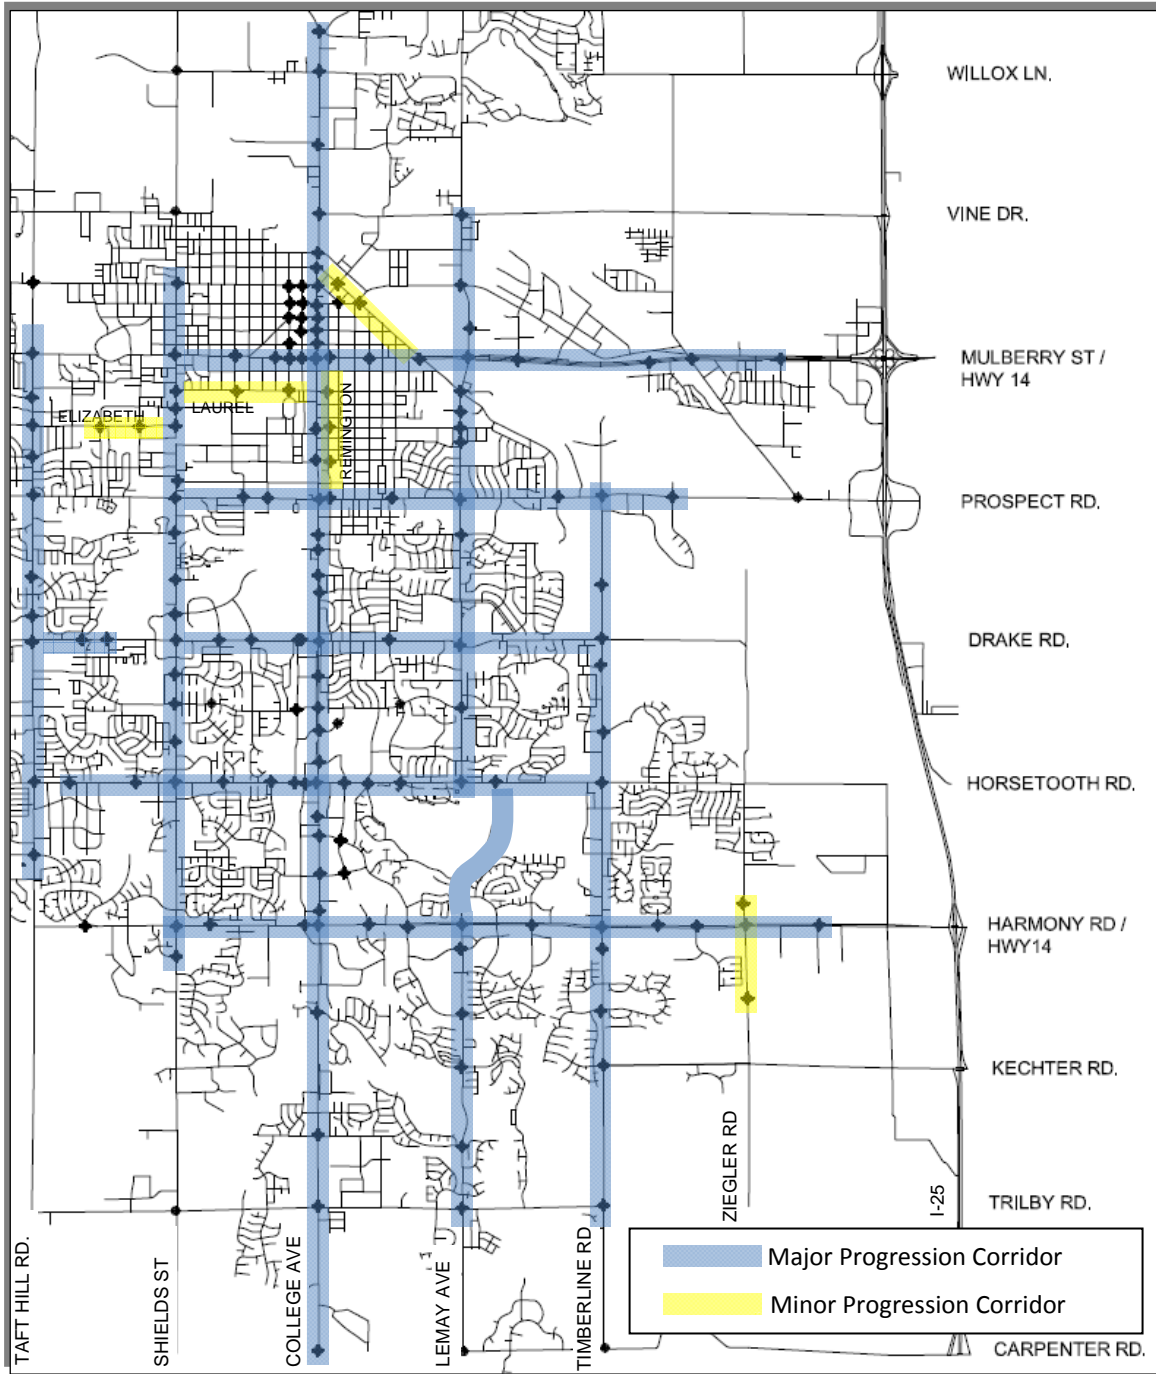 WILLOX LN.
VINE DR.
MULBERRY ST /
HWY 14
ELIZABETH
LAUREL
REMINGTON
PROSPECT RD.
DRAKE RD.
HORSETOOTH RD.
HARMONY RD /
HWY14
KECHTER RD.
TRILBY RD.
TAFT HILL RD.
SHIELDS ST
COLLEGE AVE
LEMAY AVE
TIMBERLINE RD
ZIEGLER RD
I-25
Major Progression Corridor
Minor Progression Corridor
CARPENTER RD.